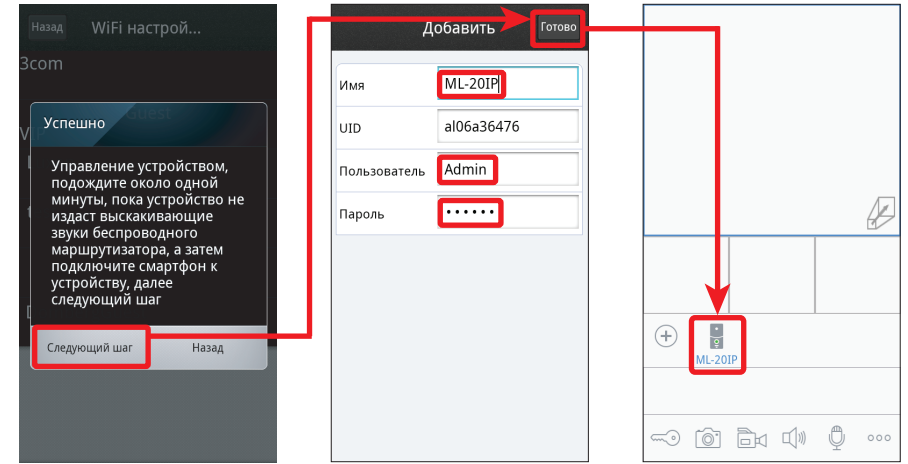 Назад
WiFi настрой...
3com
Guest-
Успешно
Управление устройством,
подождите около одной
минуты, пока устройство не
издаст выскакивающие
звуки беспроводного
маршрутизатора, а затем
подключите смартфон к
устройству, далее
следующий шаг
Следующий шаг
Назад
Добавить
Готово
Имя
ML-20IP
UID
al06a36476
Пользователь
Admin
Пароль
••••••
ML-20IP